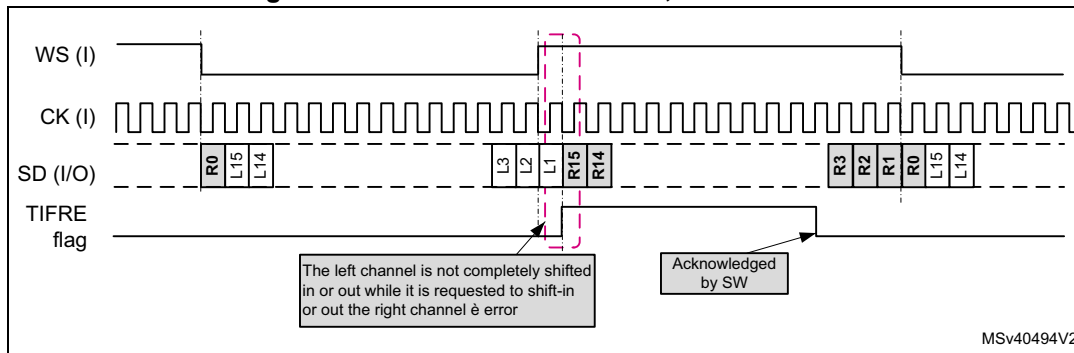 WS (I)
CK (I)
SD (I/O)
R0 L15 L14 L3 L2 L1 R15 R14 R3 R2 R1 R0 L15 L14
TIFRE
flag
The left channel is not completely shifted
in or out while it is requested to shift-in
or out the right channel è error
Acknowledged
by SW
MSv40494V2